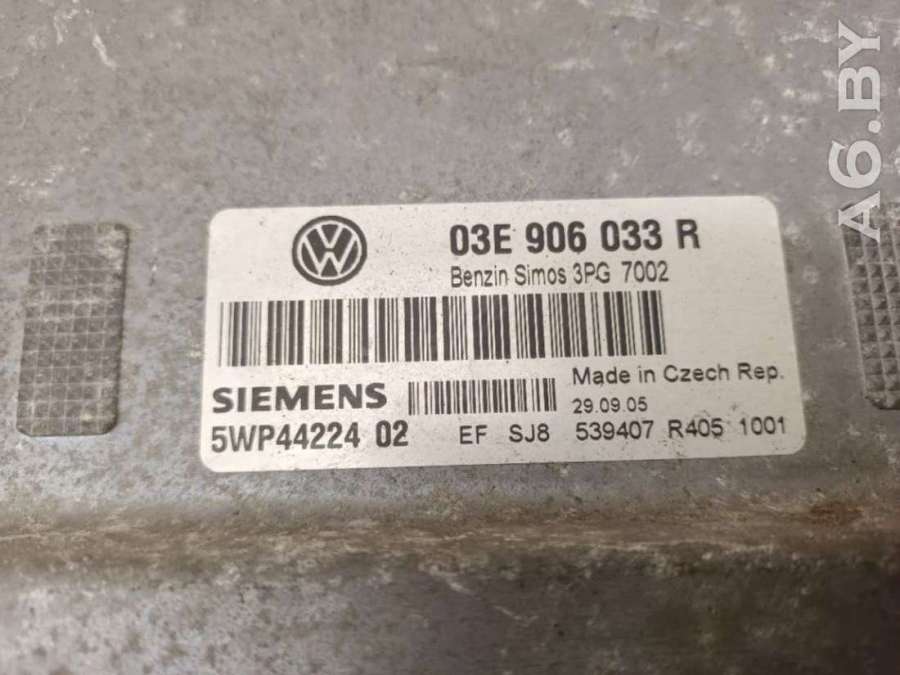 03E 906 033 R
Benzin Simos 3PG 7002
SIEMENS
Made in Czech Rep.
29.09.05
5WP44224 02 EF SJ8 539407 R405 1001
A6.BY